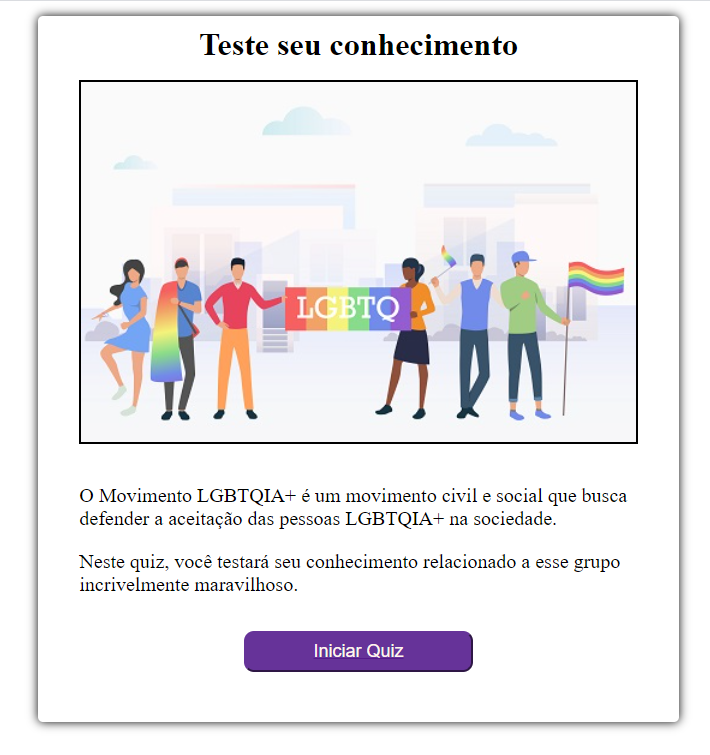 Teste seu conhecimento
LGBTQ
O Movimento LGBTQIA+ é um movimento civil e social que busca
defender a aceitação das pessoas LGBTQIA+ na sociedade.
Neste quiz, você testará seu conhecimento relacionado a esse grupo
incrivelmente maravilhoso.
Iniciar Quiz